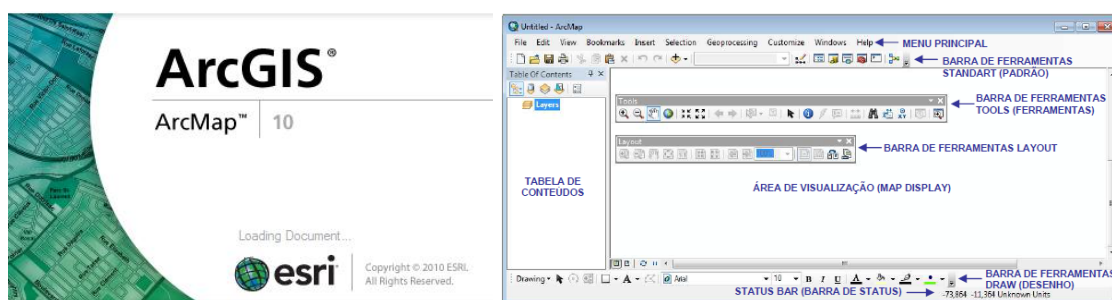 ArcGIS®
ArcMap™ 10
Loading Document...
esri
Copyright © 2010 ESRI.
All Rights Reserved.
Untitled - ArcMap
File Edit View Bookmarks Insert Selection Geoprocessing Customize Windows Help
MENU PRINCIPAL
BARRA DE FERRAMENTAS
STANDART (PADRÃO)
Table Of Contents
Layers
Tools
BARRA DE FERRAMENTAS
TOOLS (FERRAMENTAS)
Layout
BARRA DE FERRAMENTAS LAYOUT
TABELA DE
CONTEÚDOS
ÁREA DE VISUALIZAÇÃO (MAP DISPLAY)
Drawing
A
Arial
10
B I U A
BARRA DE FERRAMENTAS
DRAW (DESENHO)
STATUS BAR (BARRA DE STATUS)
-73,864 -11,364 Unknown Units